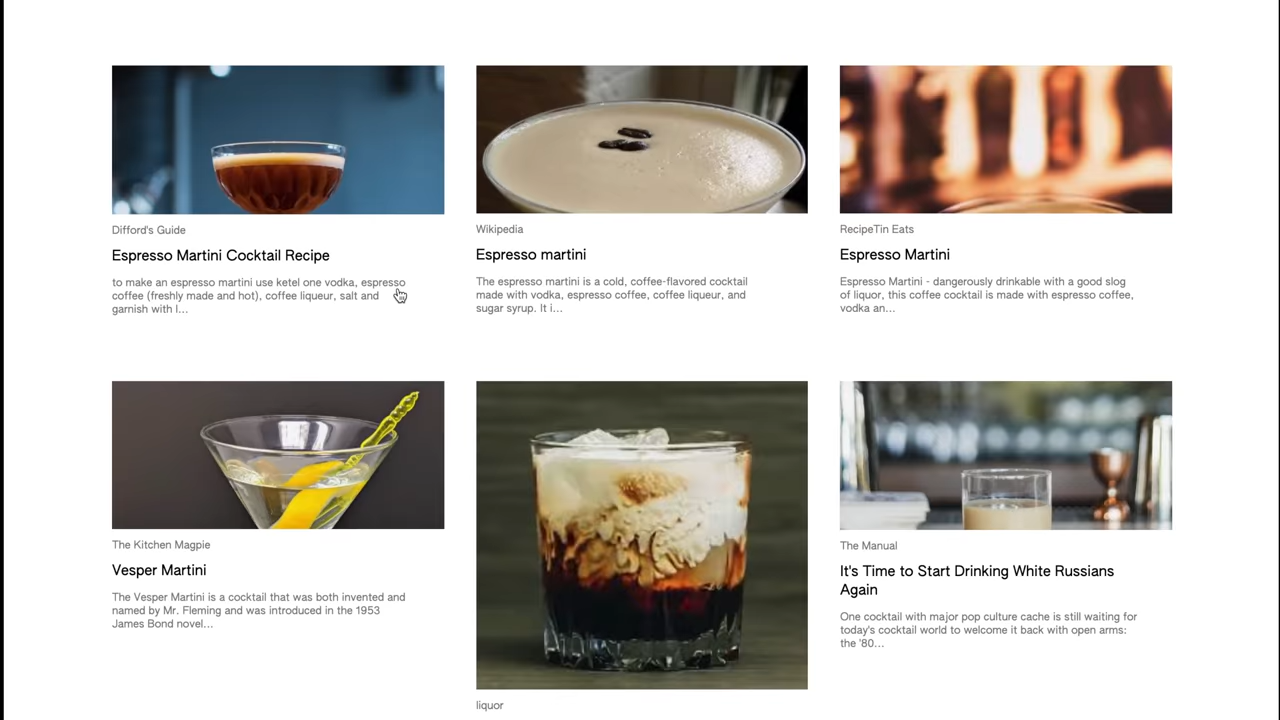 Difford's Guide
Espresso Martini Cocktail Recipe
to make an espresso martini use ketel one vodka, espresso
coffee (freshly made and hot), coffee liqueur, salt and
garnish with l...
Wikipedia
Espresso martini
The espresso martini is a cold, coffee-flavored cocktail
made with vodka, espresso coffee, coffee liqueur, and
sugar syrup. It i...
RecipeTin Eats
Espresso Martini
Espresso Martini - dangerously drinkable with a good slog
of liquor, this coffee cocktail is made with espresso coffee,
vodka an...
The Kitchen Magpie
Vesper Martini
The Vesper Martini is a cocktail that was both invented and
named by Mr. Fleming and was introduced in the 1953
James Bond novel...
liquor
The Manual
It's Time to Start Drinking White Russians
Again
One cocktail with major pop culture cache is still waiting for
today's cocktail world to welcome it back with open arms:
the '80...